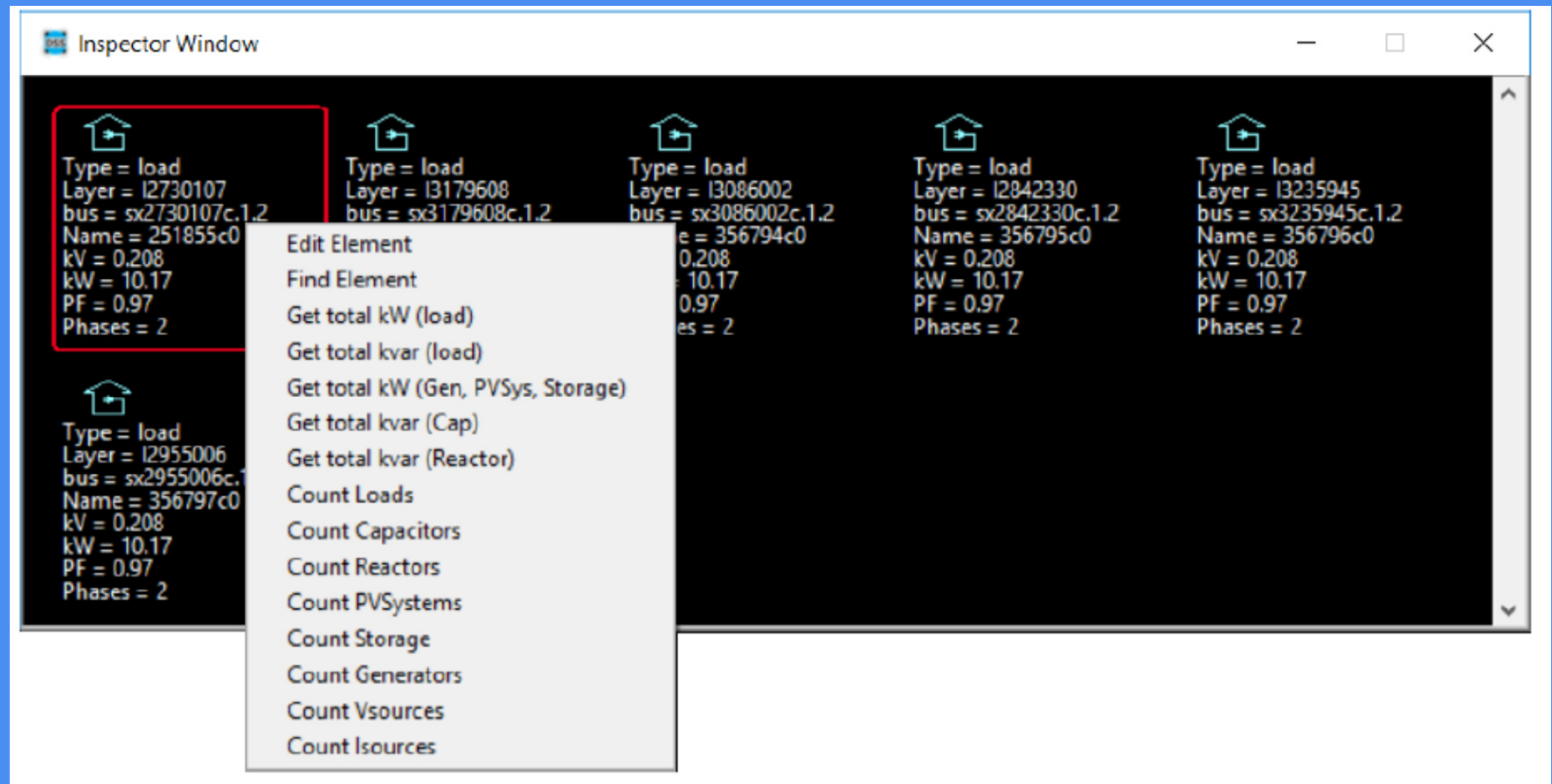 DSS
Inspector Window
Type = load
Layer = l2730107
bus = sx2730107c.1.2
Name = 251855c0
kV = 0.208
kW = 10.17
PF = 0.97
Phases = 2
Type = load
Layer = l3179608
bus = sx3179608c.1.2
Type = load
Layer = l3086002
bus = sx3086002c.1.2
e = 356794c0
0.208
10.17
0.97
es = 2
Type = load
Layer = l2842330
bus = sx2842330c.1.2
Name = 356795c0
kV = 0.208
kW = 10.17
PF = 0.97
Phases = 2
Type = load
Layer = l3235945
bus = sx3235945c.1.2
Name = 356796c0
kV = 0.208
kW = 10.17
PF = 0.97
Phases = 2
Type = load
Layer = l2955006
bus = sx2955006c.1
Name = 356797c0
kV = 0.208
kW = 10.17
PF = 0.97
Phases = 2
Edit Element
Find Element
Get total kW (load)
Get total kvar (load)
Get total kW (Gen, PVSys, Storage)
Get total kvar (Cap)
Get total kvar (Reactor)
Count Loads
Count Capacitors
Count Reactors
Count PVSystems
Count Storage
Count Generators
Count Vsources
Count Isources